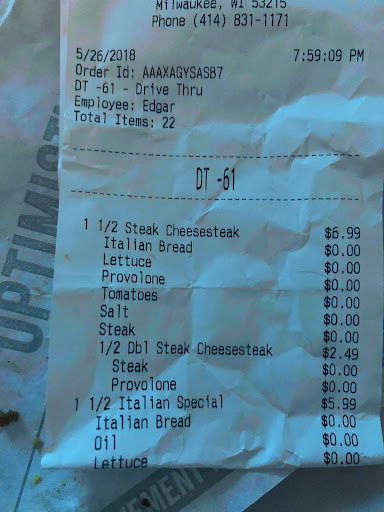 Milwaukee, WI 53215
Phone (414) 831-1171
5/26/2018 7:59:09 PM
Order Id: AAAXAQYSASB7
DT -61 - Drive Thru
Employee: Edgar
Total Items: 22
DT -61
1 1/2 Steak Cheesesteak $6.99
Italian Bread $0.00
Lettuce $0.00
Provolone $0.00
Tomatoes $0.00
Salt $0.00
Steak $0.00
1/2 Dbl Steak Cheesesteak $2.49
Steak $0.00
Provolone $0.00
1 1/2 Italian Special $5.99
Italian Bread $0.00
Oil $0.00
Lettuce $0.00
OPTIMIST
EMENT